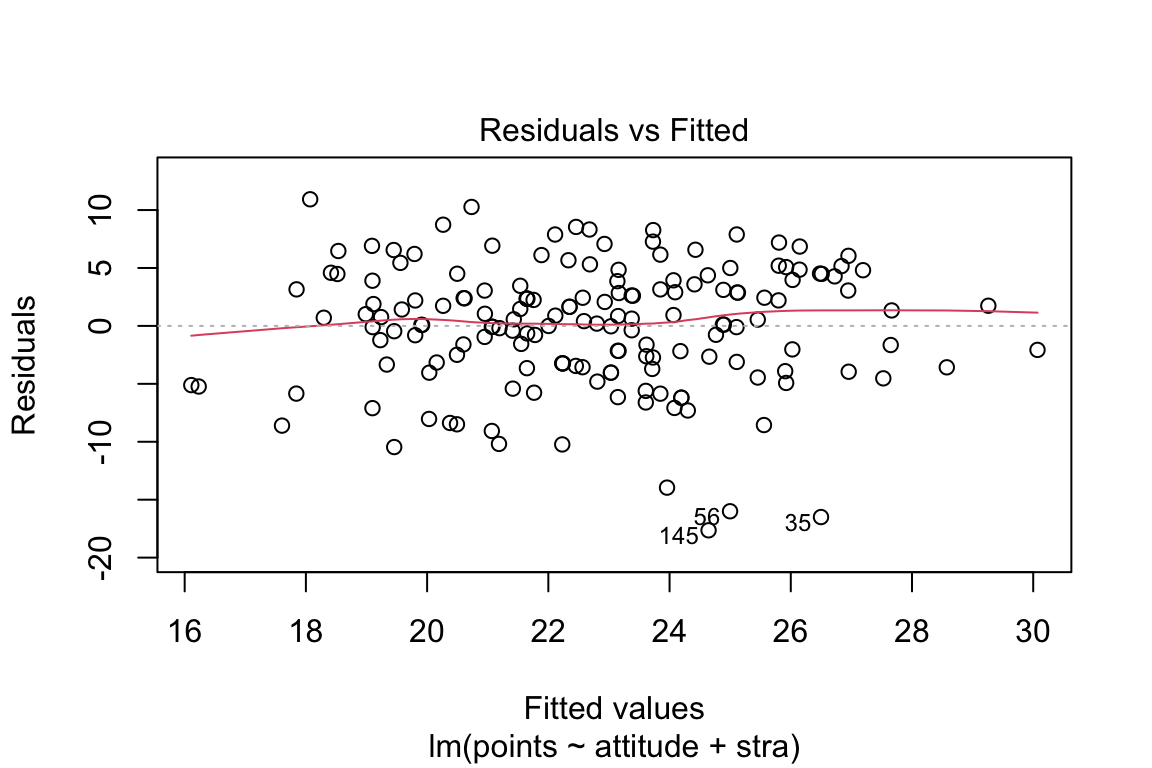 Residuals vs Fitted
Residuals
10
5
0
-10
-20
56
145
35
16 18 20 22 24 26 28 30
Fitted values
lm(points ~ attitude + stra)